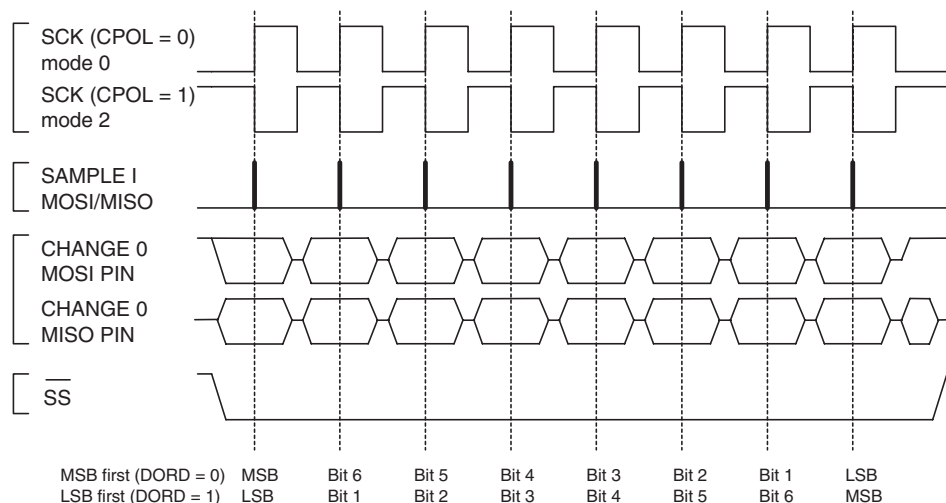 SCK (CPOL = 0)
mode 0
SCK (CPOL = 1)
mode 2
SAMPLE I
MOSI/MISO
CHANGE 0
MOSI PIN
CHANGE 0
MISO PIN
SS
MSB first (DORD = 0) MSB Bit 6 Bit 5 Bit 4 Bit 3 Bit 2 Bit 1 LSB
LSB first (DORD = 1) LSB Bit 1 Bit 2 Bit 3 Bit 4 Bit 5 Bit 6 MSB